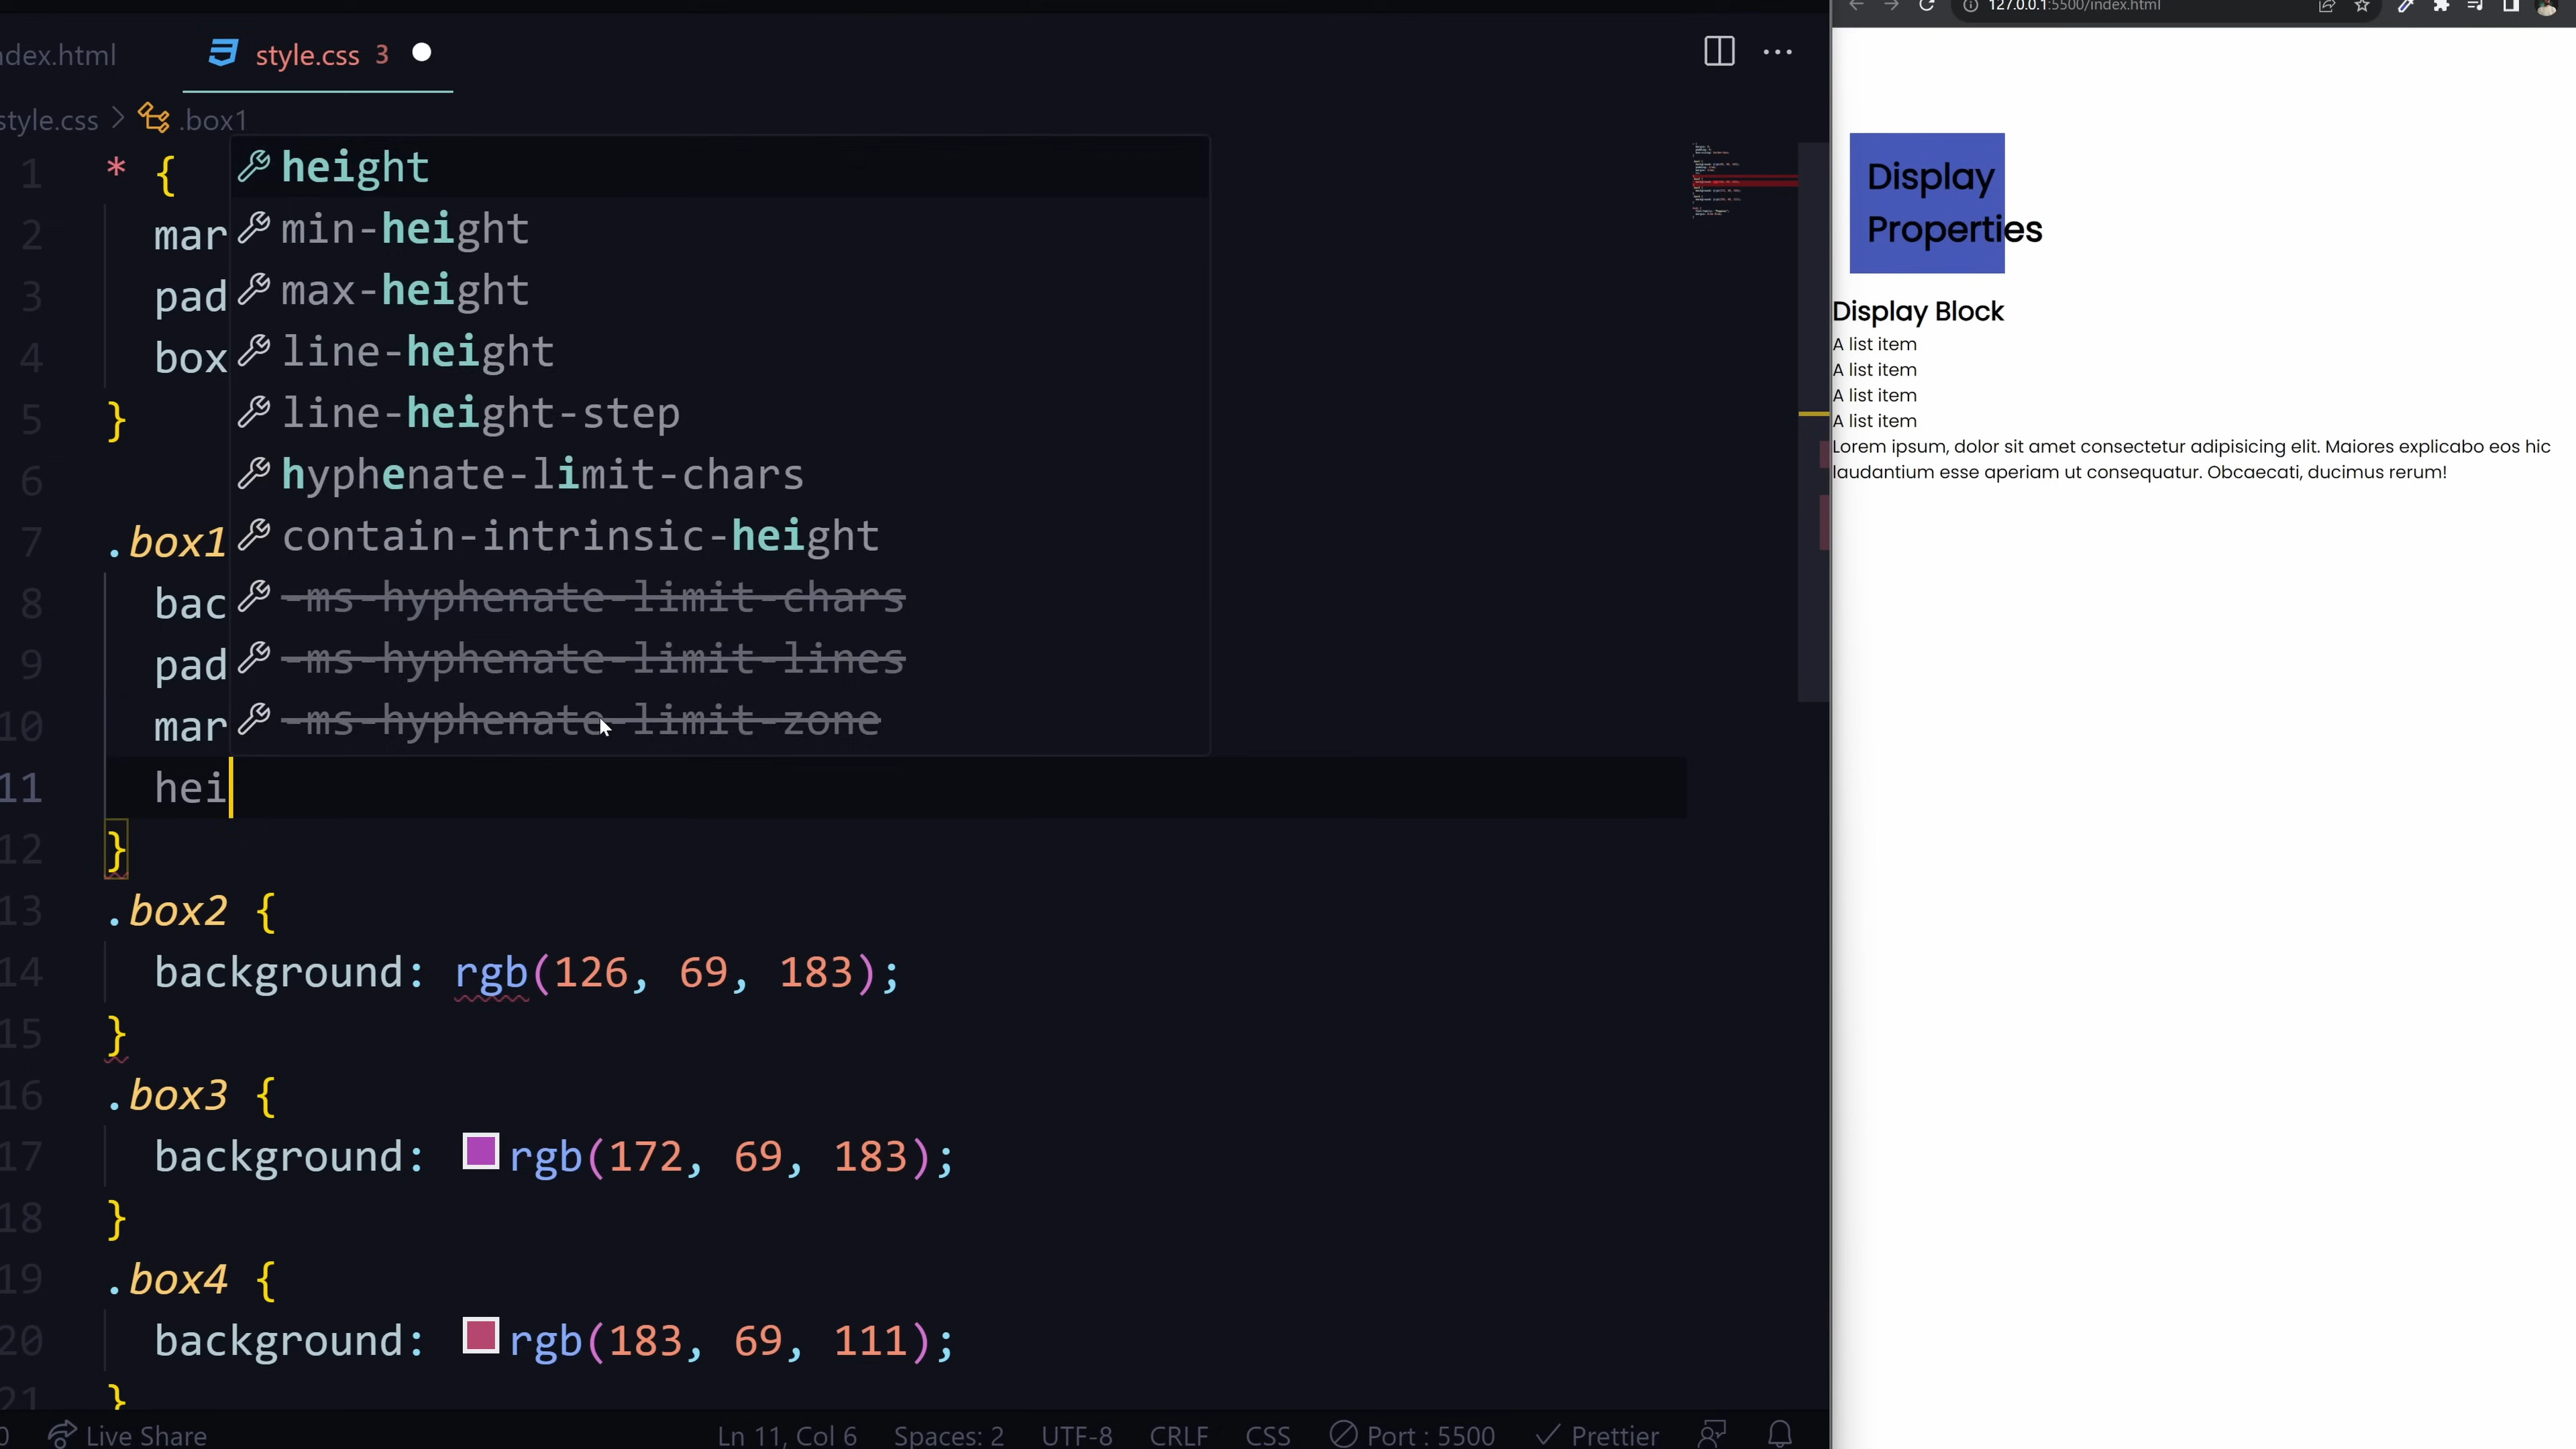 ndex.html
style.css 3
style.css > .box1
1 * {
2 mar
3 pad
4 box
5 }
6
7 .box1
8 bac
9 pad
10 mar
11 hei
height
min-height
max-height
line-height
line-height-step
hyphenate-limit-chars
contain-intrinsic-height
-ms-hyphenate-limit-chars
-ms-hyphenate-limit-lines
-ms-hyphenate-limit-zone
12 }
13 .box2 {
14 background: rgb(126, 69, 183);
15 }
16 .box3 {
17 background: rgb(172, 69, 183);
18 }
19 .box4 {
20 background: rgb(183, 69, 111);
21 }
0 Live Share Ln 11, Col 6 Spaces: 2 UTF-8 CRLF CSS Port : 5500 Prettier
127.0.0.1:5500/index.html
Display
Properties
Display Block
A list item
A list item
A list item
A list item
Lorem ipsum, dolor sit amet consectetur adipisicing elit. Maiores explicabo eos hic
laudantium esse aperiam ut consequatur. Obcaecati, ducimus rerum!